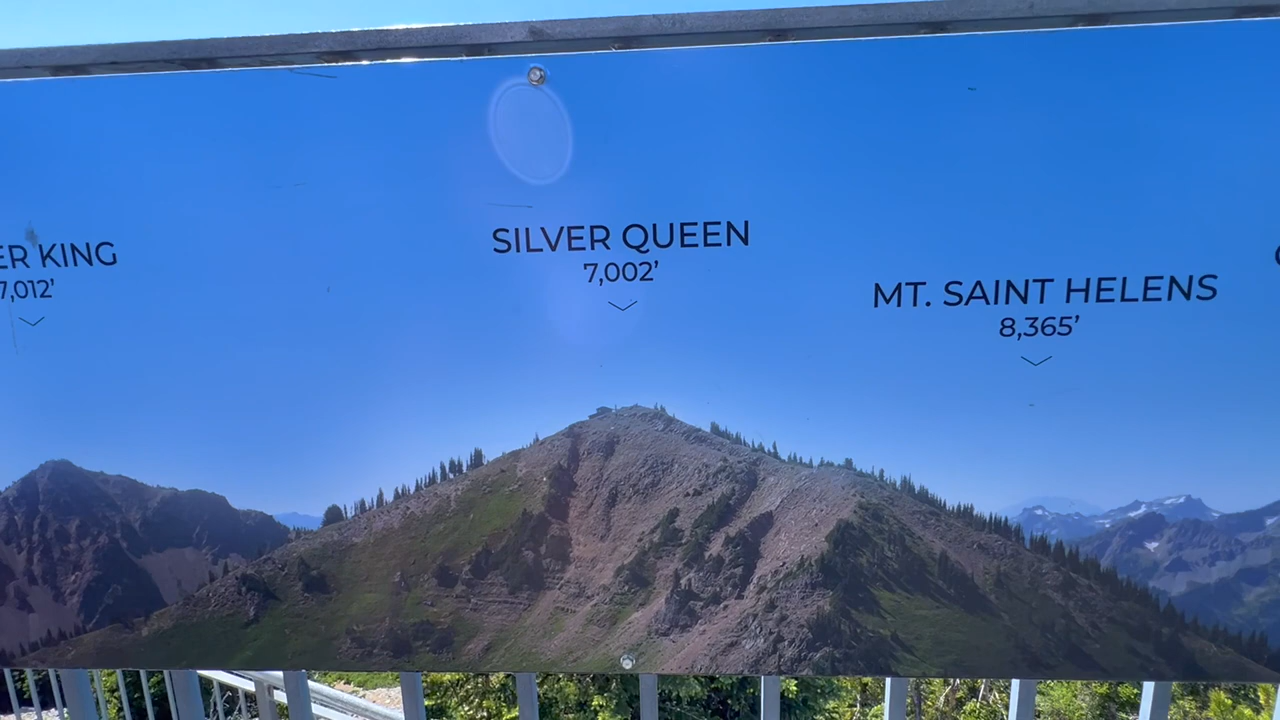 ER KING
7,012'
SILVER QUEEN
7,002'
MT. SAINT HELENS
8,365'